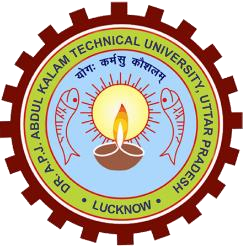 DR. A.P.J. ABDUL KALAM TECHNICAL UNIVERSITY, UTTAR PRADESH
योगः कर्मसु कौशलम्
• LUCKNOW •